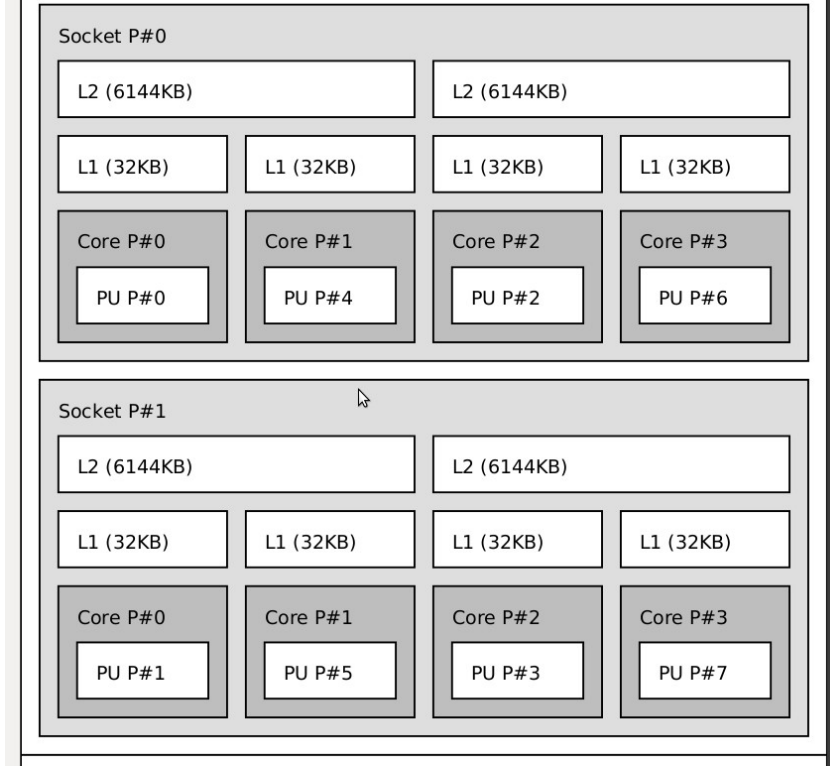 Socket P#0
L2 (6144KB) L2 (6144KB)
L1 (32KB) L1 (32KB) L1 (32KB) L1 (32KB)
Core P#0 Core P#1 Core P#2 Core P#3
PU P#0 PU P#4 PU P#2 PU P#6
Socket P#1
L2 (6144KB) L2 (6144KB)
L1 (32KB) L1 (32KB) L1 (32KB) L1 (32KB)
Core P#0 Core P#1 Core P#2 Core P#3
PU P#1 PU P#5 PU P#3 PU P#7